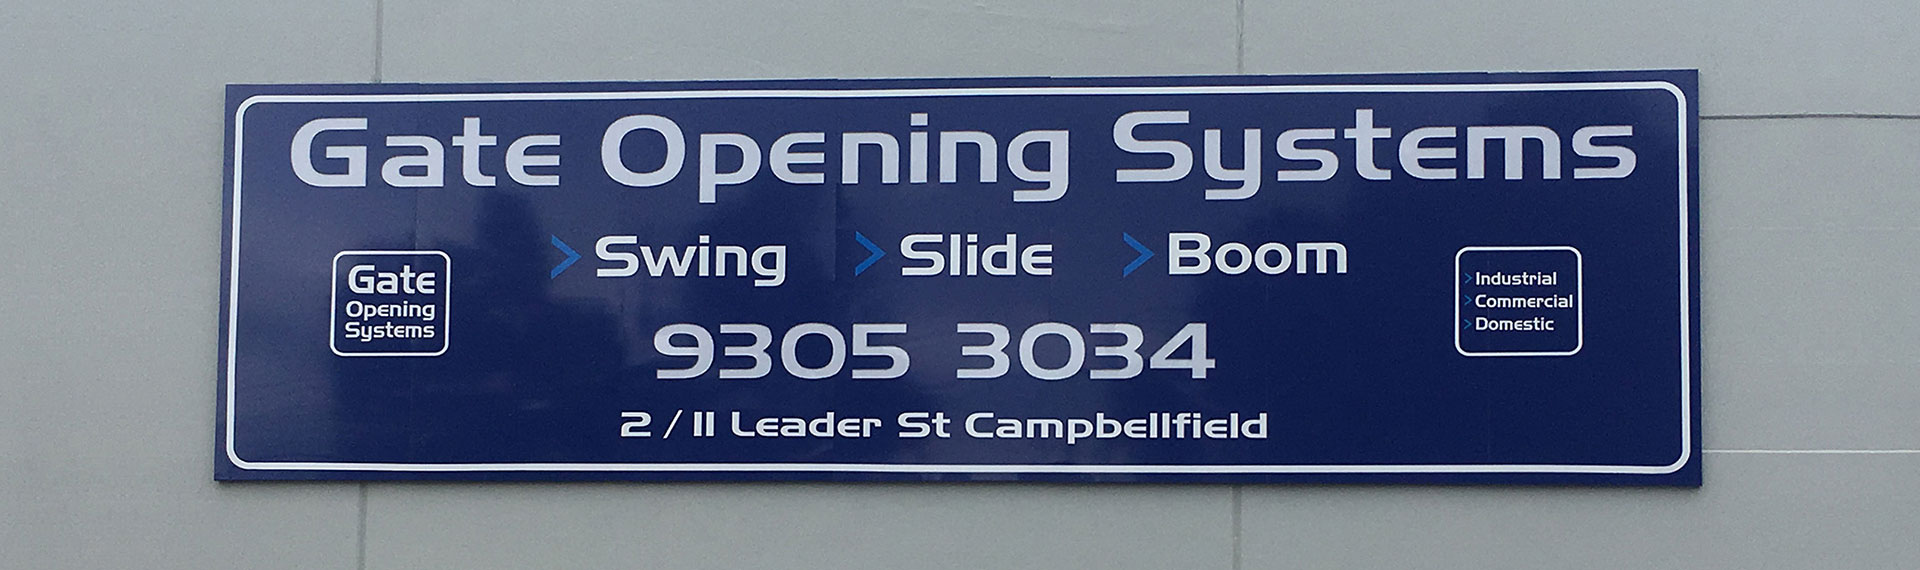 Gate Opening Systems
> Swing > Slide > Boom
Gate
Opening
Systems
> Industrial
> Commercial
> Domestic
9305 3034
2 / 11 Leader St Campbellfield